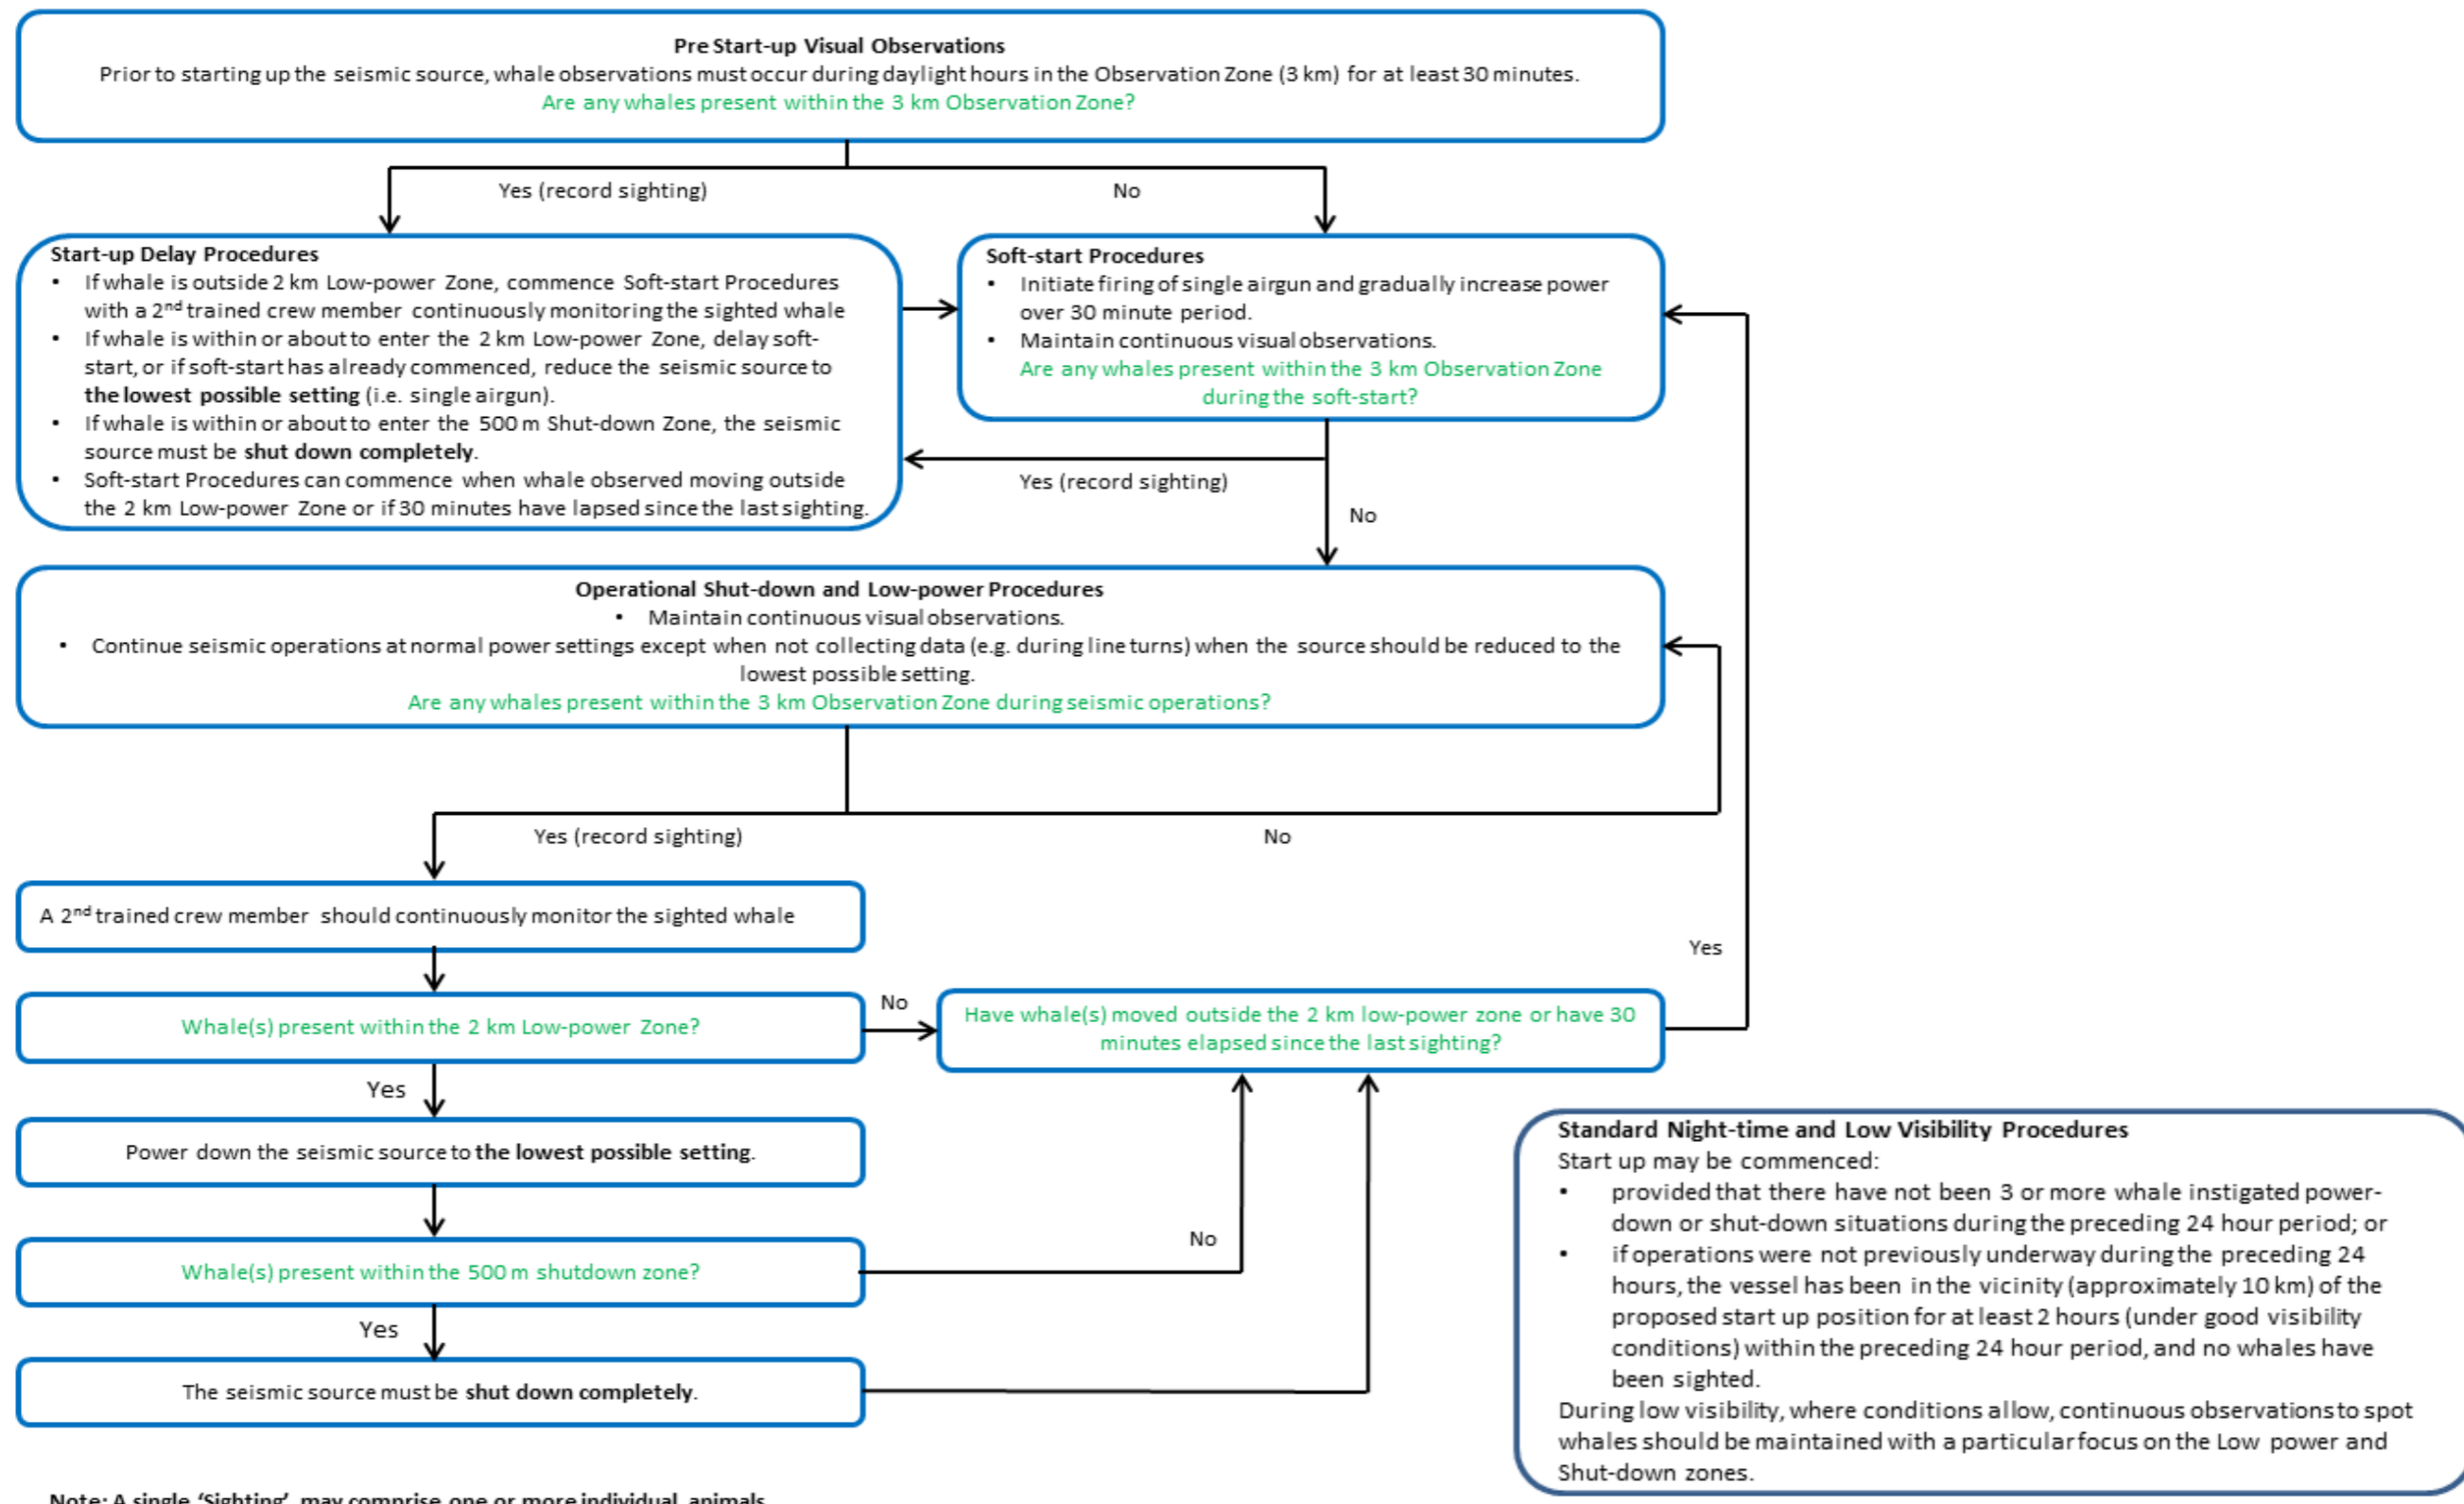 Pre Start-up Visual Observations
Prior to starting up the seismic source, whale observations must occur during daylight hours in the Observation Zone (3 km) for at least 30 minutes.
Are any whales present within the 3 km Observation Zone?
Yes (record sighting)
No
Start-up Delay Procedures
• If whale is outside 2 km Low-power Zone, commence Soft-start Procedures
with a 2nd trained crew member continuously monitoring the sighted whale
• If whale is within or about to enter the 2 km Low-power Zone, delay soft-
start, or if soft-start has already commenced, reduce the seismic source to
the lowest possible setting (i.e. single airgun).
• If whale is within or about to enter the 500 m Shut-down Zone, the seismic
source must be shut down completely.
• Soft-start Procedures can commence when whale observed moving outside
the 2 km Low-power Zone or if 30 minutes have lapsed since the last sighting.
Soft-start Procedures
• Initiate firing of single airgun and gradually increase power
over 30 minute period.
• Maintain continuous visual observations.
Are any whales present within the 3 km Observation Zone
during the soft-start?
Yes (record sighting)
No
Operational Shut-down and Low-power Procedures
• Maintain continuous visual observations.
• Continue seismic operations at normal power settings except when not collecting data (e.g. during line turns) when the source should be reduced to the
lowest possible setting.
Are any whales present within the 3 km Observation Zone during seismic operations?
Yes (record sighting)
No
A 2nd trained crew member should continuously monitor the sighted whale
Yes
Whale(s) present within the 2 km Low-power Zone?
No
Have whale(s) moved outside the 2 km low-power zone or have 30
minutes elapsed since the last sighting?
Yes
Power down the seismic source to the lowest possible setting.
Whale(s) present within the 500 m shutdown zone?
No
Yes
The seismic source must be shut down completely.
Standard Night-time and Low Visibility Procedures
Start up may be commenced:
• provided that there have not been 3 or more whale instigated power-
down or shut-down situations during the preceding 24 hour period; or
• if operations were not previously underway during the preceding 24
hours, the vessel has been in the vicinity (approximately 10 km) of the
proposed start up position for at least 2 hours (under good visibility
conditions) within the preceding 24 hour period, and no whales have
been sighted.
During low visibility, where conditions allow, continuous observations to spot
whales should be maintained with a particular focus on the Low power and
Shut-down zones.
Note: A single ‘Sighting’ may comprise one or more individual animals